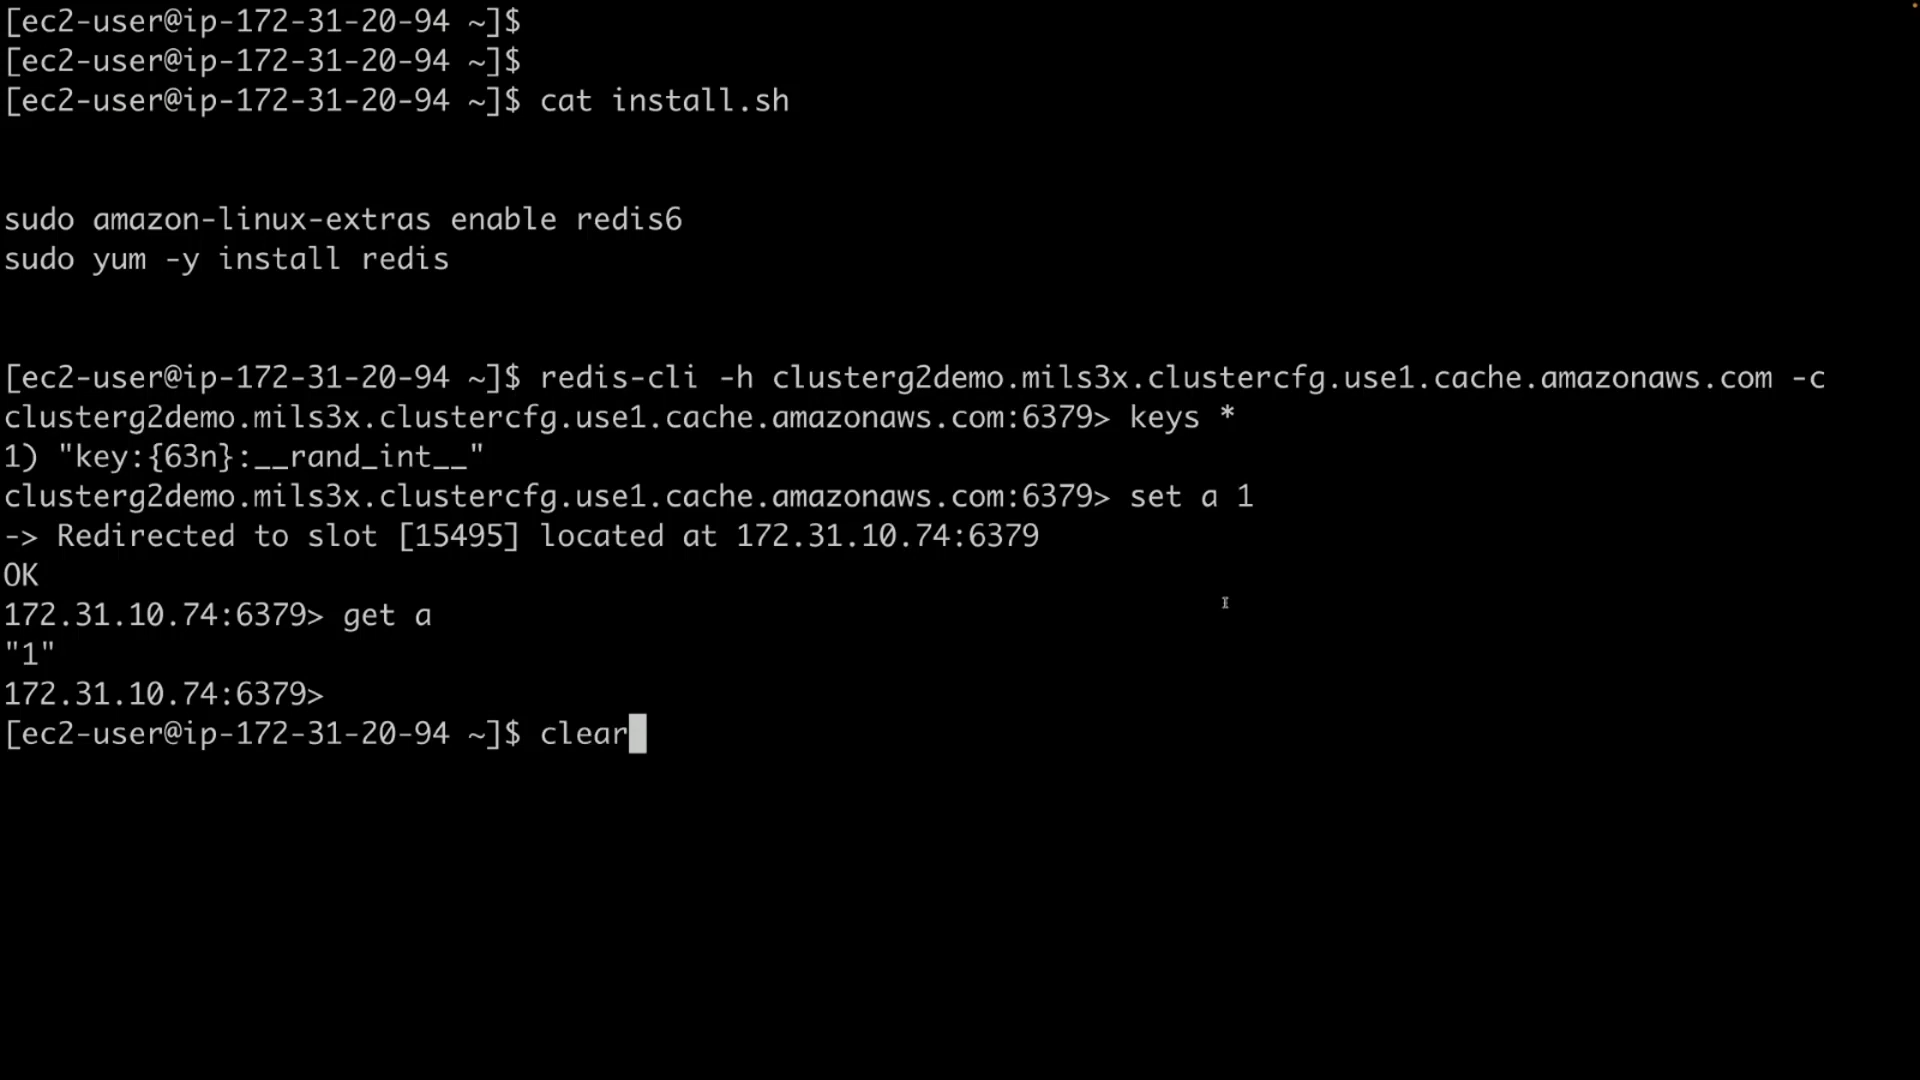 [ec2-user@ip-172-31-20-94 ~]$
[ec2-user@ip-172-31-20-94 ~]$
[ec2-user@ip-172-31-20-94 ~]$ cat install.sh
sudo amazon-linux-extras enable redis6
sudo yum -y install redis
[ec2-user@ip-172-31-20-94 ~]$ redis-cli -h clusterg2demo.mils3x.clustercfg.use1.cache.amazonaws.com -c
clusterg2demo.mils3x.clustercfg.use1.cache.amazonaws.com:6379> keys *
1) "key:{63n}:__rand_int__"
clusterg2demo.mils3x.clustercfg.use1.cache.amazonaws.com:6379> set a 1
-> Redirected to slot [15495] located at 172.31.10.74:6379
OK
172.31.10.74:6379> get a
"1"
172.31.10.74:6379>
[ec2-user@ip-172-31-20-94 ~]$ clear